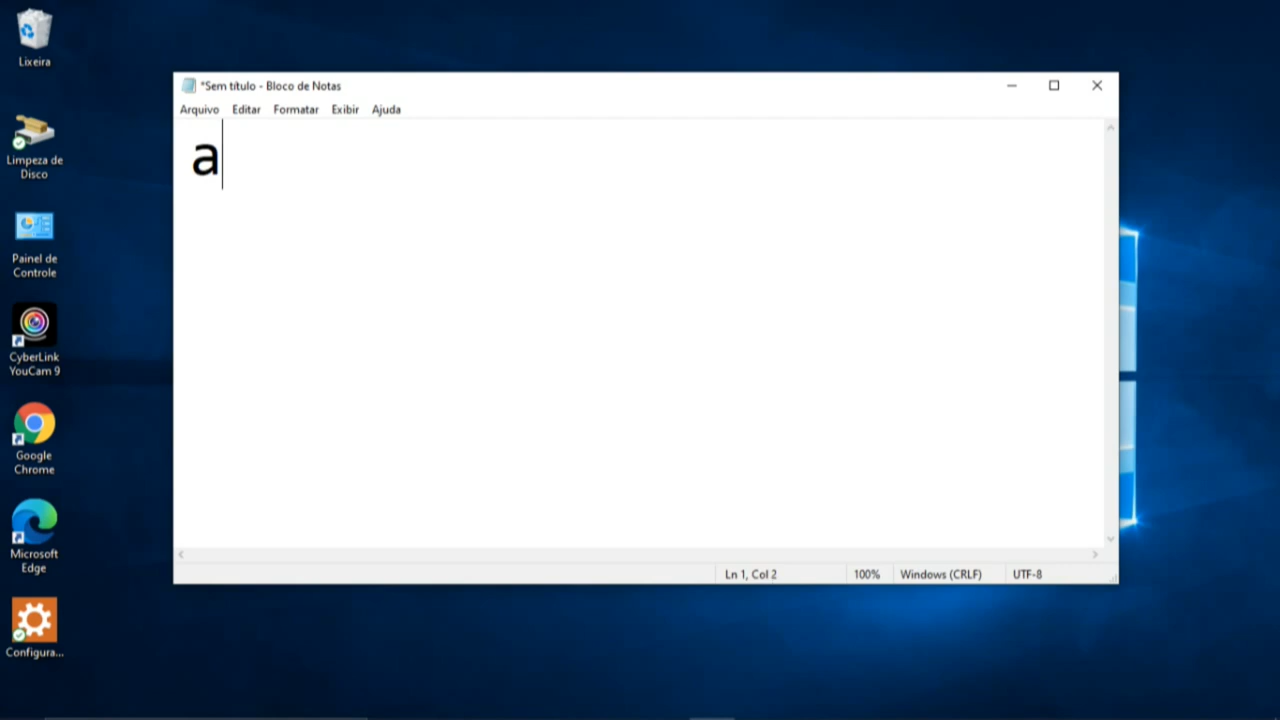 Lixeira
Limpeza de
Disco
Painel de
Controle
CyberLink
YouCam 9
Google
Chrome
Microsoft
Edge
Configura...
*Sem título - Bloco de Notas
Arquivo Editar Formatar Exibir Ajuda
a
Ln 1, Col 2 100% Windows (CRLF) UTF-8